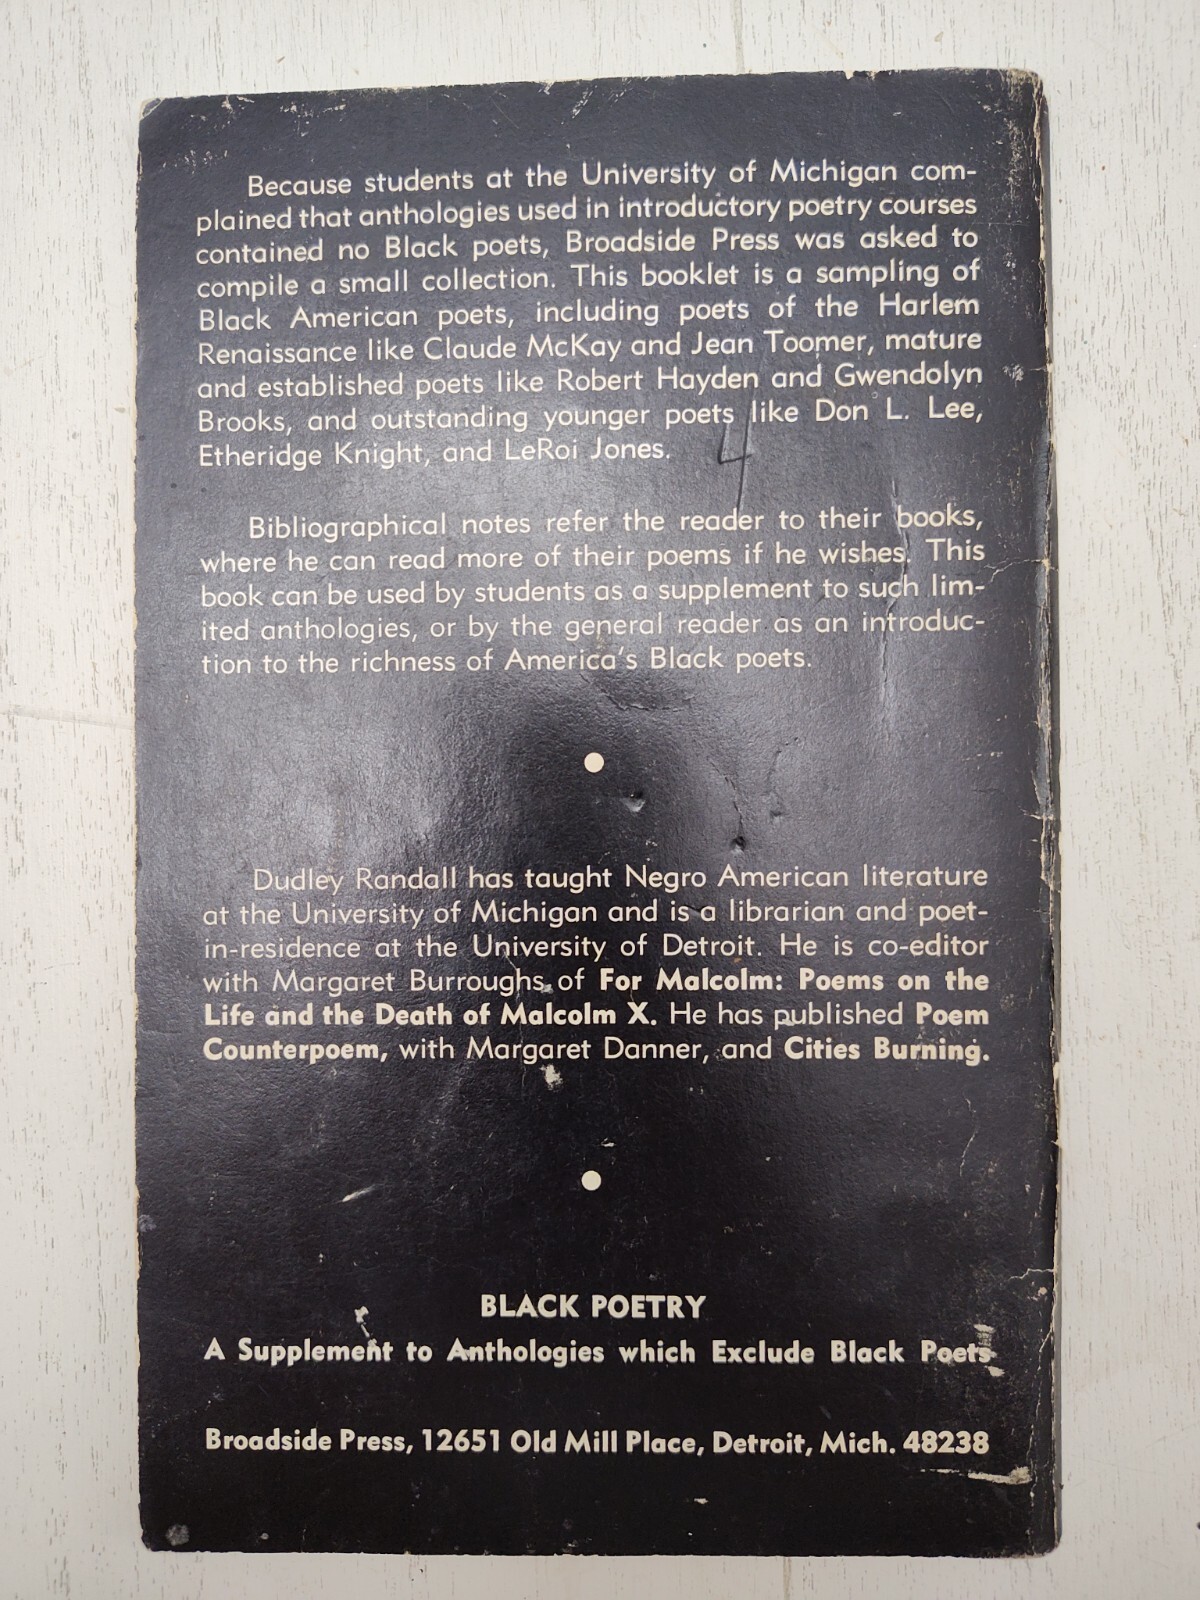 Because students at the University of Michigan com-
plained that anthologies used in introductory poetry courses
contained no Black poets, Broadside Press was asked to
compile a small collection. This booklet is a sampling of
Black American poets, including poets of the Harlem
Renaissance like Claude McKay and Jean Toomer, mature
and established poets like Robert Hayden and Gwendolyn
Brooks, and outstanding younger poets like Don L. Lee,
Etheridge Knight, and LeRoi Jones.
4
Bibliographical notes refer the reader to their books,
where he can read more of their poems if he wishes. This
book can be used by students as a supplement to such lim-
ited anthologies, or by the general reader as an introduc-
tion to the richness of America's Black poets.
Dudley Randall has taught Negro American literature
at the University of Michigan and is a librarian and poet-
in-residence at the University of Detroit. He is co-editor
with Margaret Burroughs of For Malcolm: Poems on the
Life and the Death of Malcolm X. He has published Poem
Counterpoem, with Margaret Danner, and Cities Burning.
BLACK POETRY
A Supplement to Anthologies which Exclude Black Poets
Broadside Press, 12651 Old Mill Place, Detroit, Mich. 48238